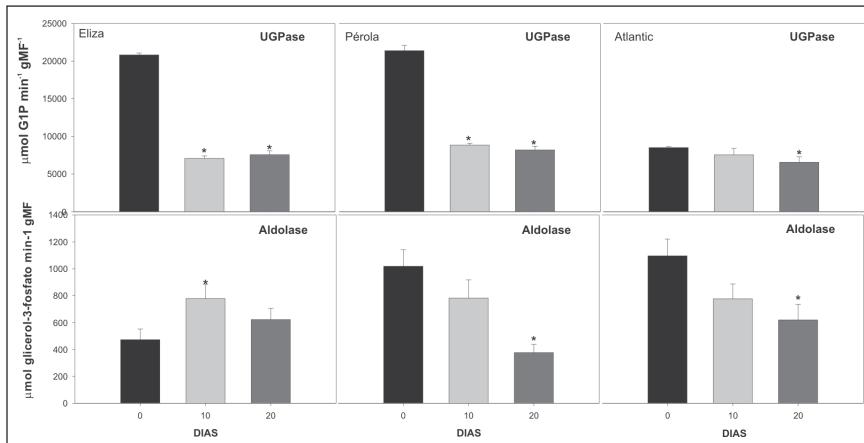 Eliza UGPase
Pérola UGPase
Atlantic UGPase
μmol G1P min⁻¹ gMF⁻¹
25000
20000
15000
10000
5000
0
* *
* *
*
Aldolase
Aldolase
Aldolase
μmol glicerol-3-fosfato min-1 gMF
1400
1200
1000
800
600
400
200
0
*
*
*
0 10 20
0 10 20
0 10 20
DIAS
DIAS
DIAS